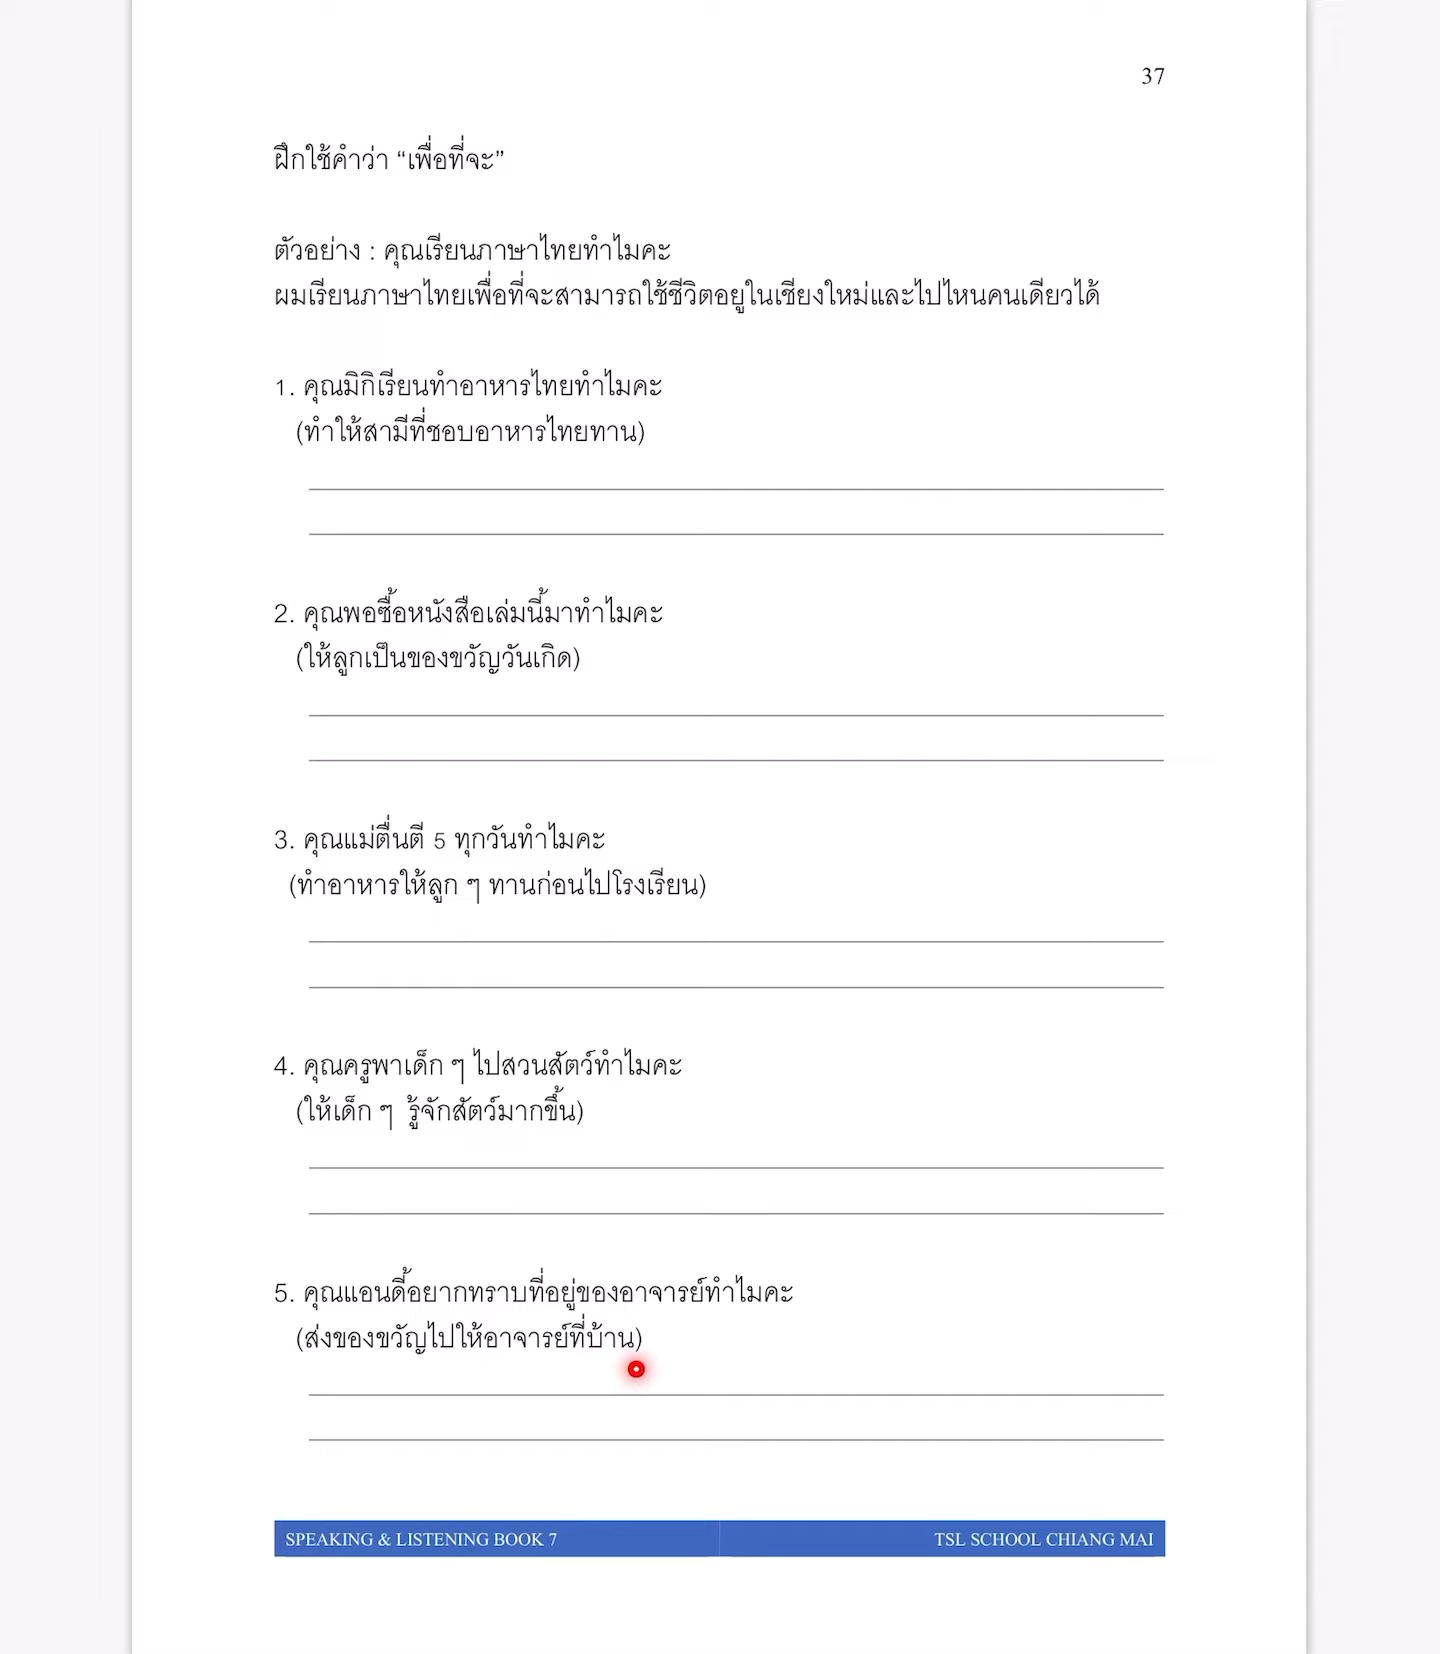 37
ฝึกใช้คำว่า “เพื่อที่จะ”
ตัวอย่าง : คุณเรียนภาษาไทยทำไมคะ
ผมเรียนภาษาไทยเพื่อที่จะสามารถใช้ชีวิตอยู่ในเชียงใหม่และไปไหนคนเดียวได้
1. คุณมิกิเรียนทำอาหารไทยทำไมคะ
(ทำให้สามีที่ชอบอาหารไทยทาน)
2. คุณพอซื้อหนังสือเล่มนี้มาทำไมคะ
(ให้ลูกเป็นของขวัญวันเกิด)
3. คุณแม่ตื่นตี 5 ทุกวันทำไมคะ
(ทำอาหารให้ลูก ๆ ทานก่อนไปโรงเรียน)
4. คุณครูพาเด็ก ๆ ไปสวนสัตว์ทำไมคะ
(ให้เด็ก ๆ รู้จักสัตว์มากขึ้น)
5. คุณแอนดี้อยากทราบที่อยู่ของอาจารย์ทำไมคะ
(ส่งของขวัญไปให้อาจารย์ที่บ้าน)
SPEAKING & LISTENING BOOK 7 TSL SCHOOL CHIANG MAI